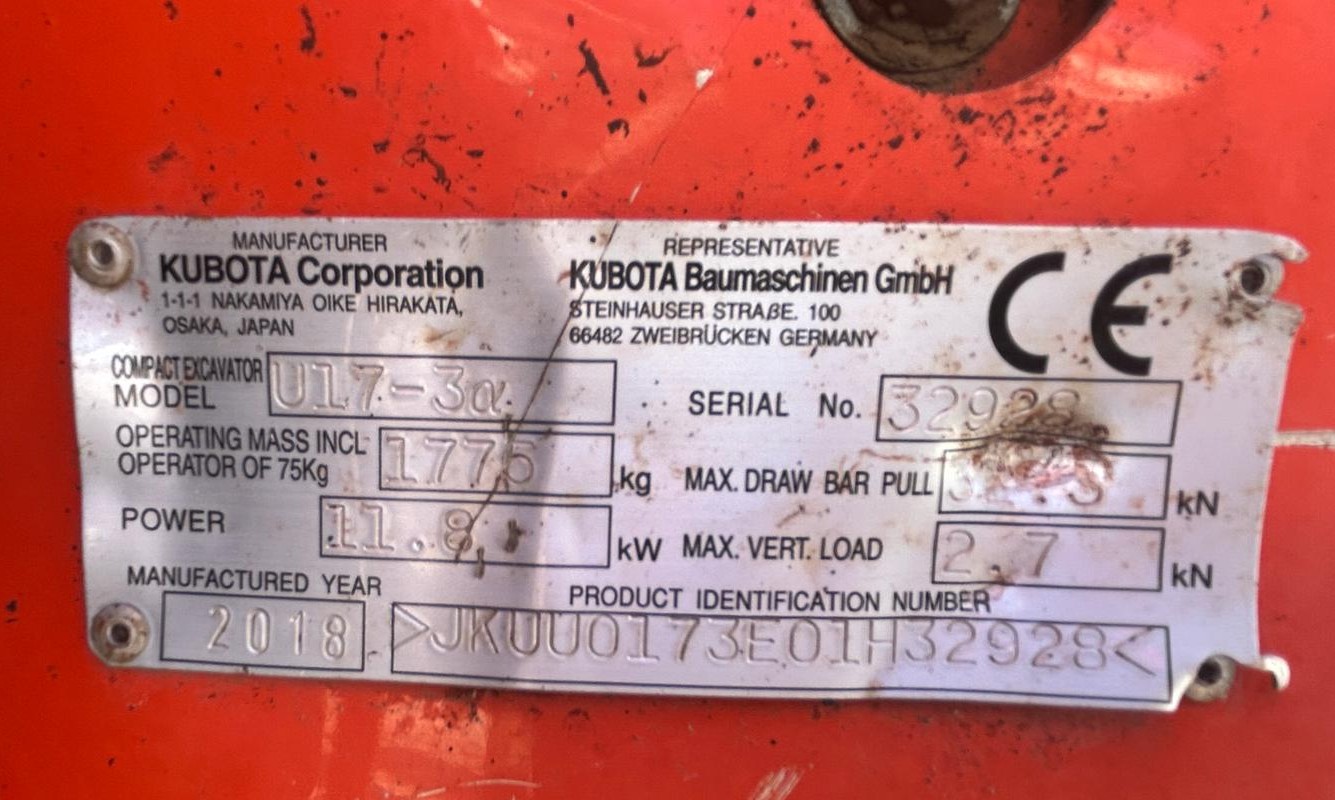 MANUFACTURER
KUBOTA Corporation
1-1-1 NAKAMIYA OIKE HIRAKATA,
OSAKA, JAPAN
REPRESENTATIVE
KUBOTA Baumaschinen GmbH
STEINHAUSER STRAßE. 100
66482 ZWEIBRÜCKEN GERMANY
CE
COMPACT EXCAVATOR
MODEL U17-3α
SERIAL No. 32928
OPERATING MASS INCL
OPERATOR OF 75Kg 1775 kg
MAX. DRAW BAR PULL kN
POWER 11.8 kW
MAX. VERT. LOAD 2.7 kN
MANUFACTURED YEAR
2018
PRODUCT IDENTIFICATION NUMBER
>JKUU0173E01H32928<